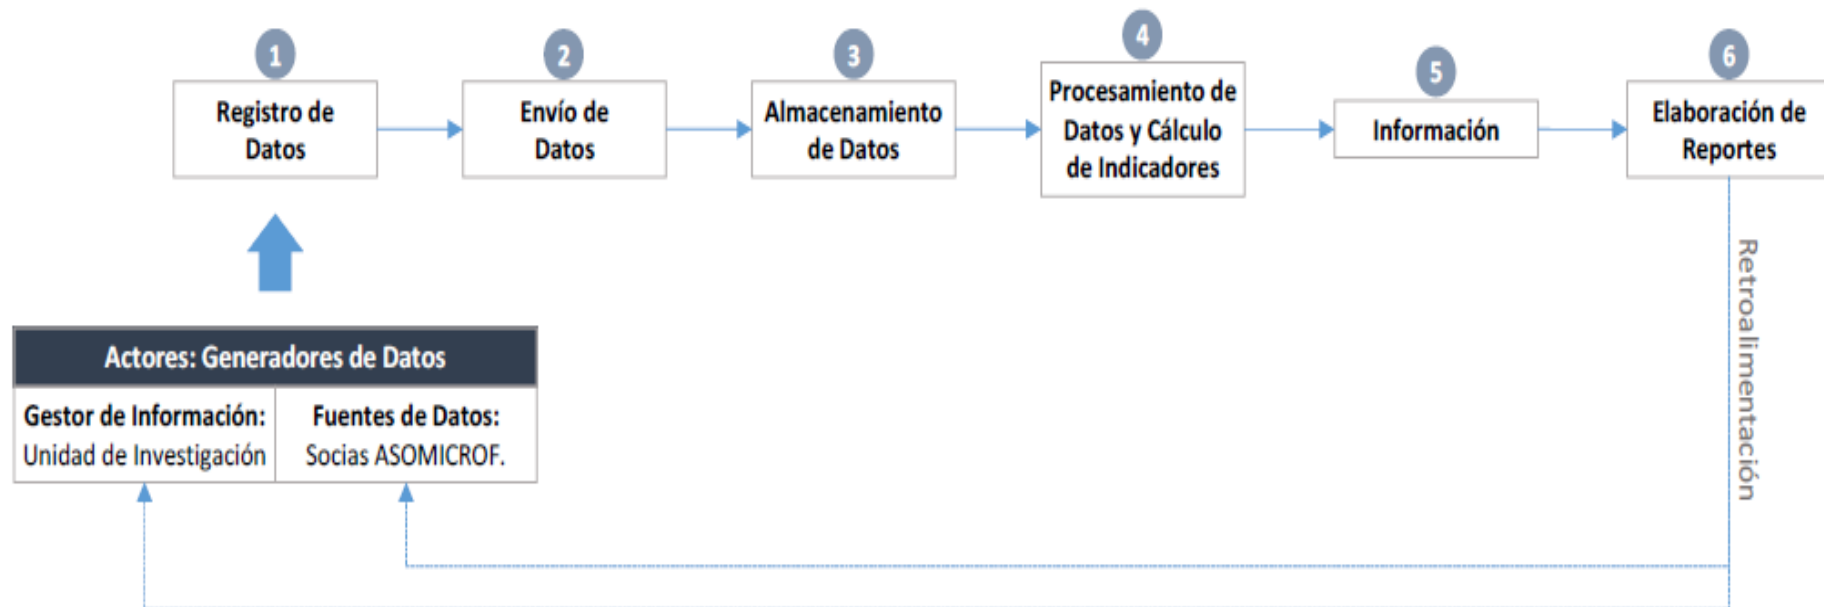 1
Registro de
Datos
2
Envío de
Datos
3
Almacenamiento
de Datos
4
Procesamiento de
Datos y Cálculo
de Indicadores
5
Información
6
Elaboración de
Reportes
Retroalimentación
Actores: Generadores de Datos
Gestor de Información:
Unidad de Investigación
Fuentes de Datos:
Socias ASOMICROF.